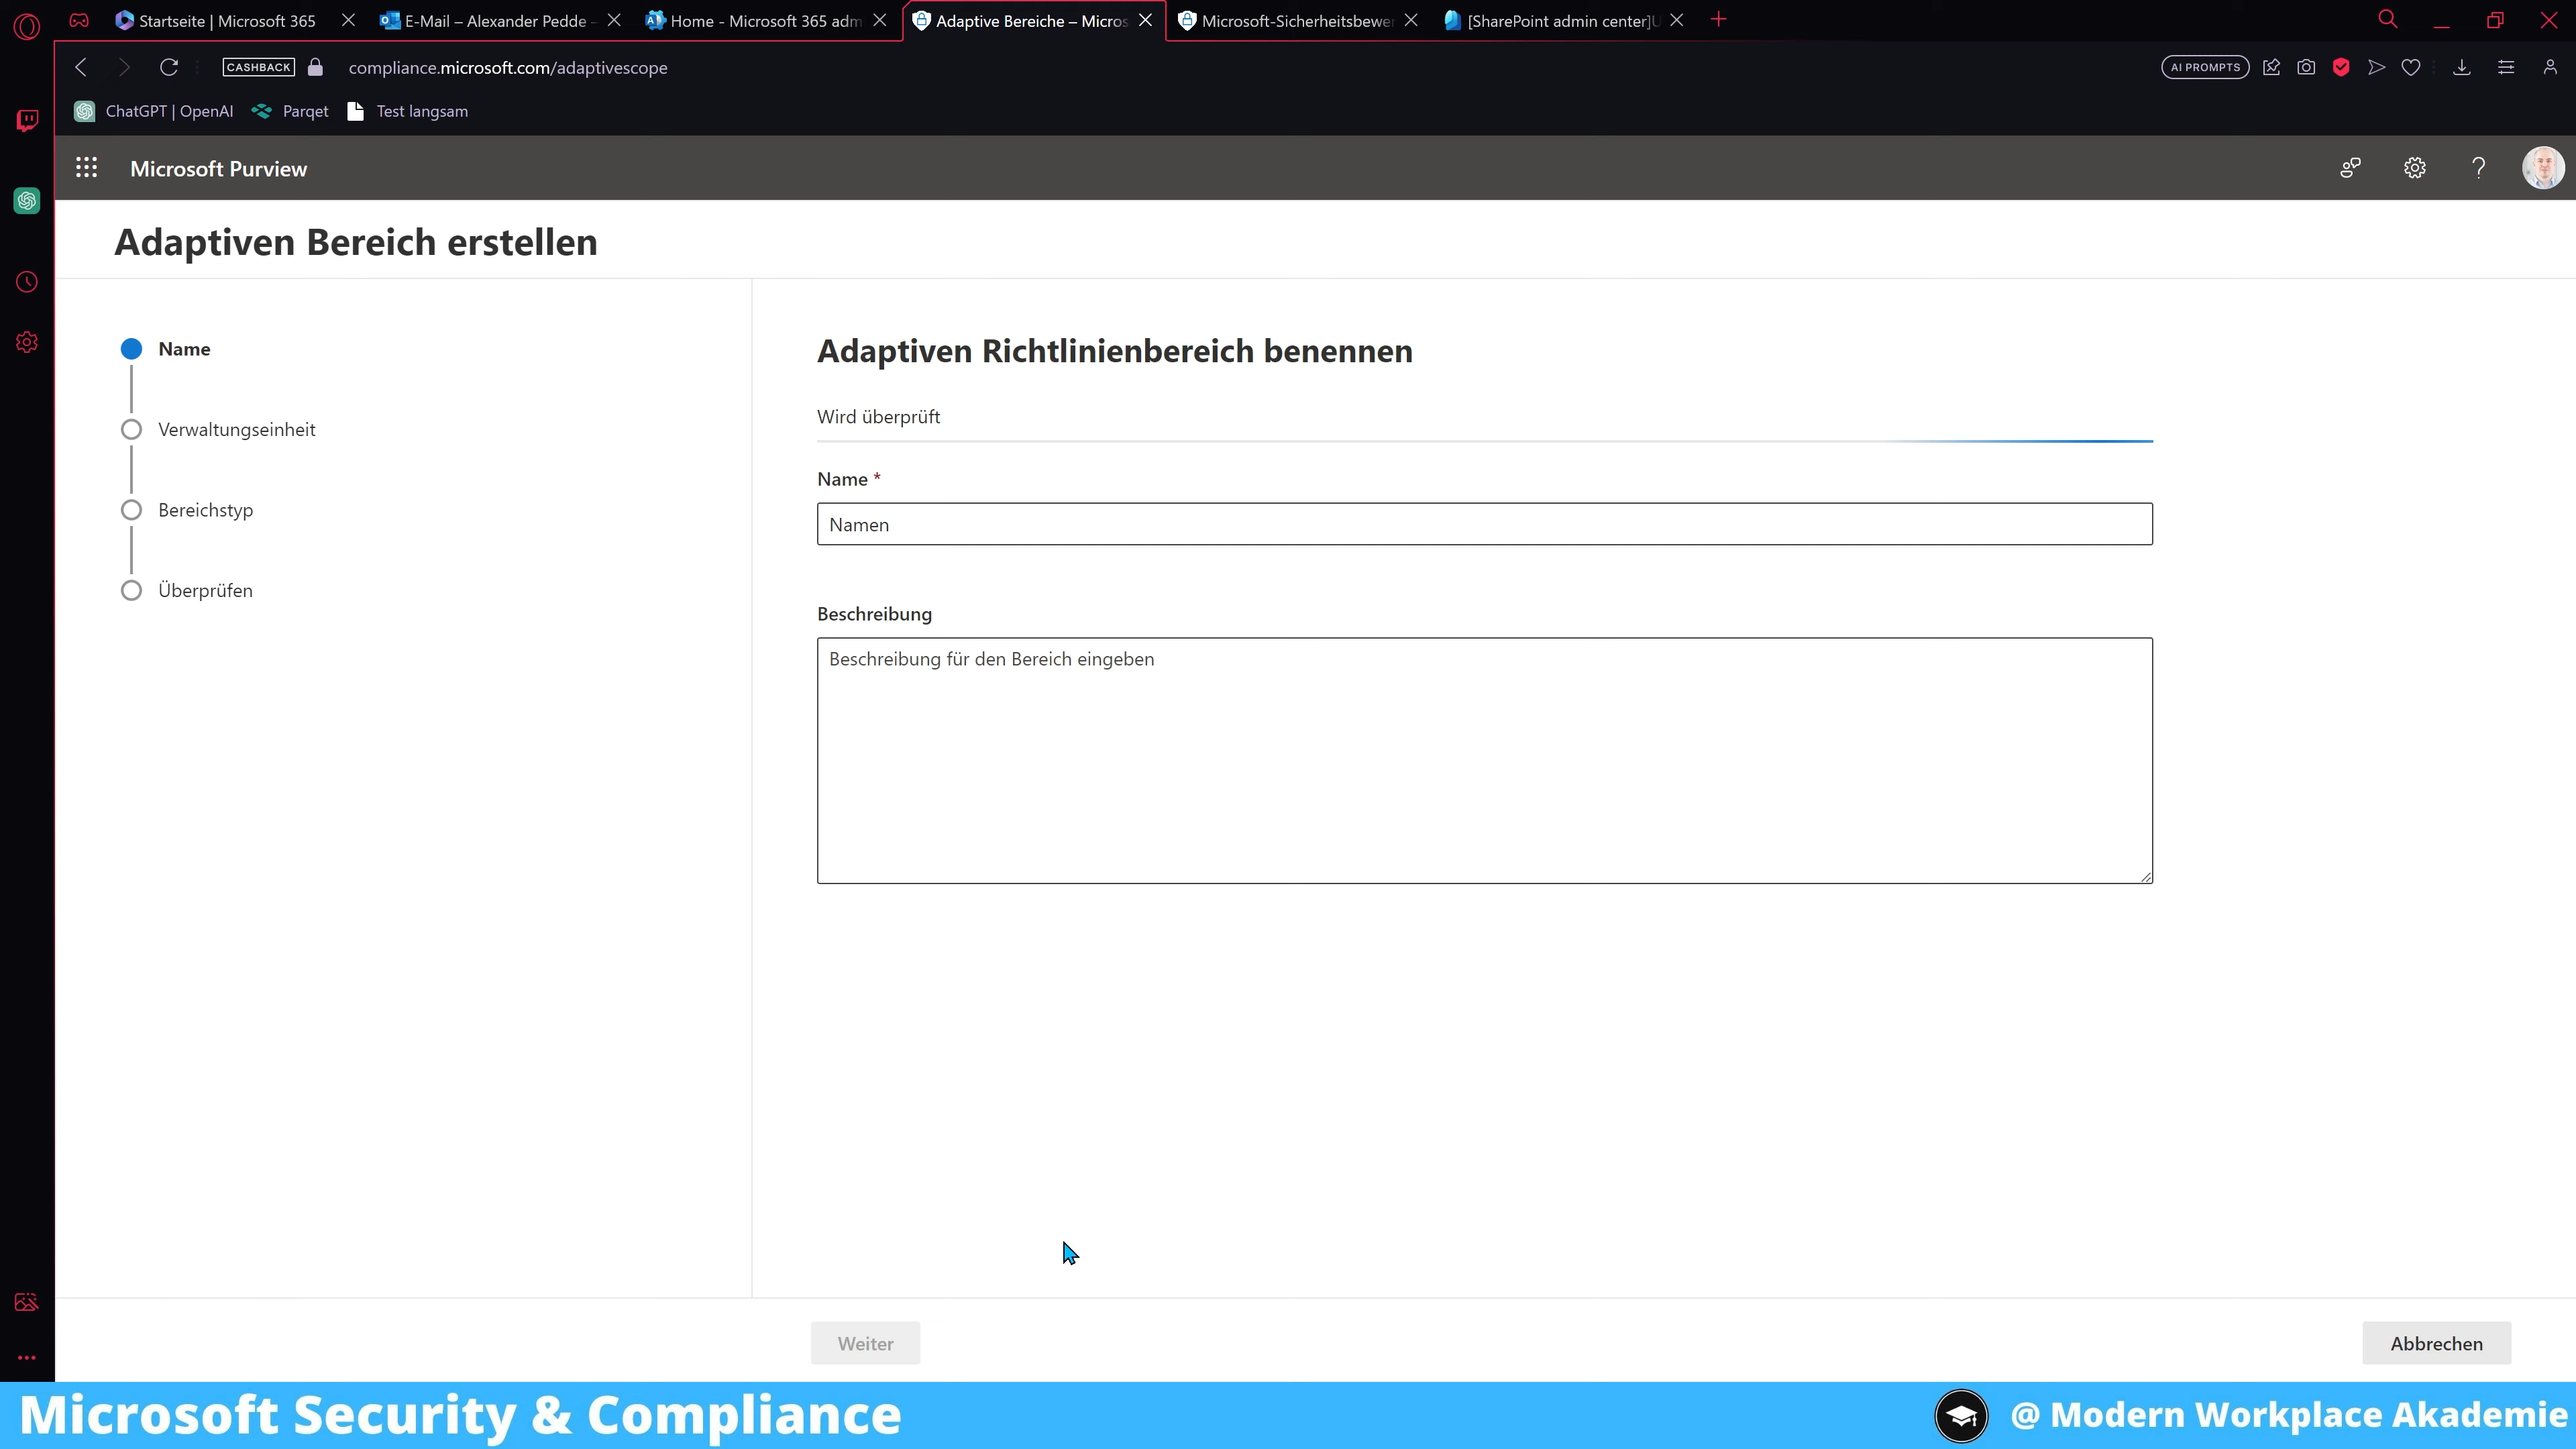 Startseite | Microsoft 365
E-Mail – Alexander Pedde -
Home - Microsoft 365 adm
Adaptive Bereiche – Micros
Microsoft-Sicherheitsbewer
[SharePoint admin center]U
CASHBACK
compliance.microsoft.com/adaptivescope
AI PROMPTS
ChatGPT | OpenAI
Parqet
Test langsam
Microsoft Purview
Adaptiven Bereich erstellen
Name
Verwaltungseinheit
Bereichstyp
Überprüfen
Adaptiven Richtlinienbereich benennen
Wird überprüft
Name *
Namen
Beschreibung
Beschreibung für den Bereich eingeben
Weiter
Abbrechen
Microsoft Security & Compliance
@ Modern Workplace Akademie